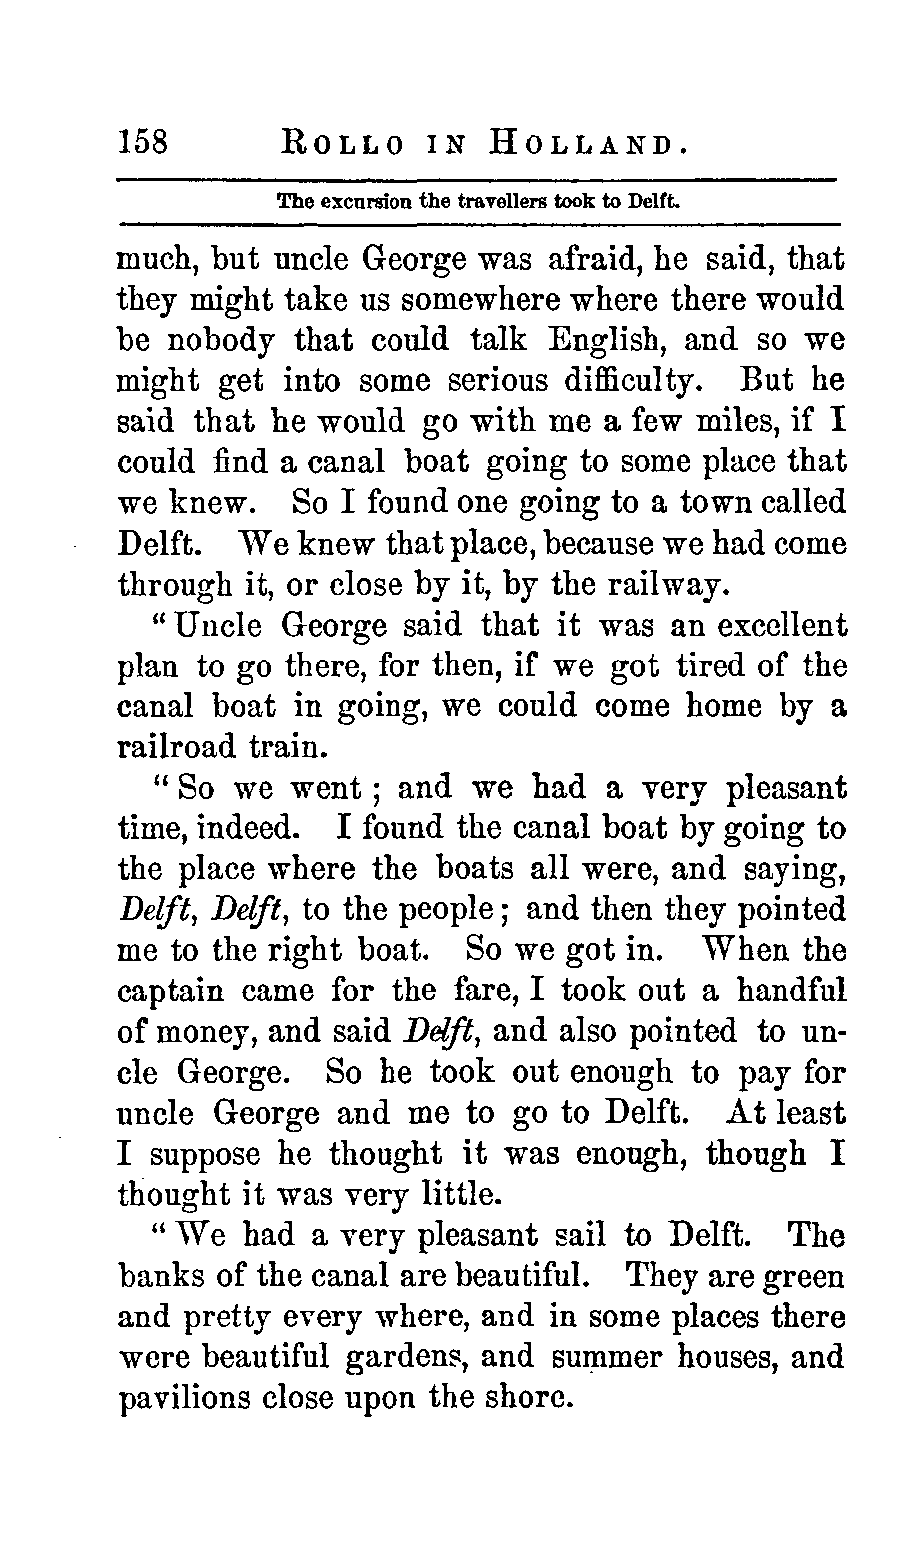 158 ROLLO IN HOLLAND.
The excursion the travellers took to Delft.
much, but uncle George was afraid, he said, that
they might take us somewhere where there would
be nobody that could talk English, and so we
might get into some serious difficulty. But he
said that he would go with me a few miles, if I
could find a canal boat going to some place that
we knew. So I found one going to a town called
Delft. We knew that place, because we had come
through it, or close by it, by the railway.
"Uncle George said that it was an excellent
plan to go there, for then, if we got tired of the
canal boat in going, we could come home by a
railroad train.
"So we went; and we had a very pleasant
time, indeed. I found the canal boat by going to
the place where the boats all were, and saying,
Delft, Delft, to the people; and then they pointed
me to the right boat. So we got in. When the
captain came for the fare, I took out a handful
of money, and said Delft, and also pointed to un-
cle George. So he took out enough to pay for
uncle George and me to go to Delft. At least
I suppose he thought it was enough, though I
thought it was very little.
"We had a very pleasant sail to Delft. The
banks of the canal are beautiful. They are green
and pretty every where, and in some places there
were beautiful gardens, and summer houses, and
pavilions close upon the shore.